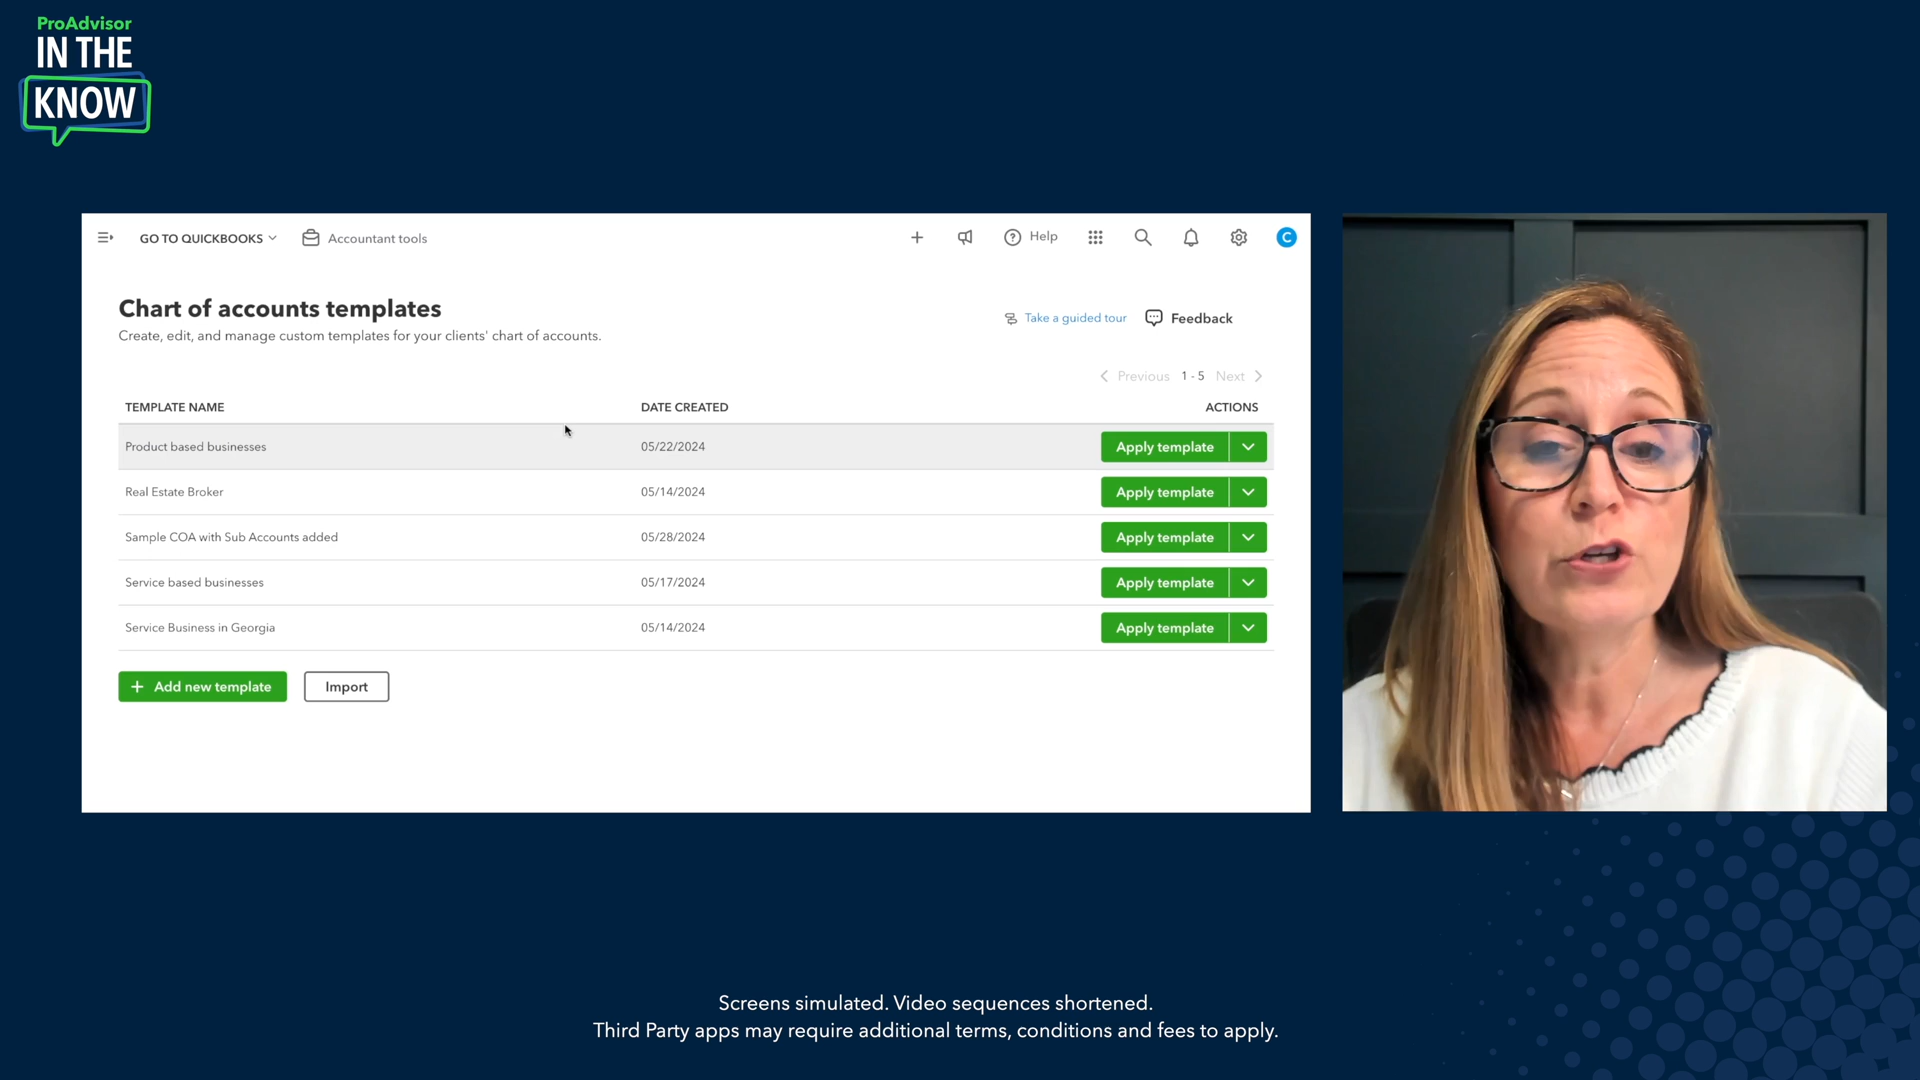 ProAdvisor
IN THE
KNOW
GO TO QUICKBOOKS
Accountant tools
Help
C
Chart of accounts templates
Create, edit, and manage custom templates for your clients' chart of accounts.
Take a guided tour
Feedback
Previous 1 - 5 Next
TEMPLATE NAME DATE CREATED ACTIONS
Product based businesses 05/22/2024 Apply template
Real Estate Broker 05/14/2024 Apply template
Sample COA with Sub Accounts added 05/28/2024 Apply template
Service based businesses 05/17/2024 Apply template
Service Business in Georgia 05/14/2024 Apply template
+ Add new template
Import
Screens simulated. Video sequences shortened.
Third Party apps may require additional terms, conditions and fees to apply.